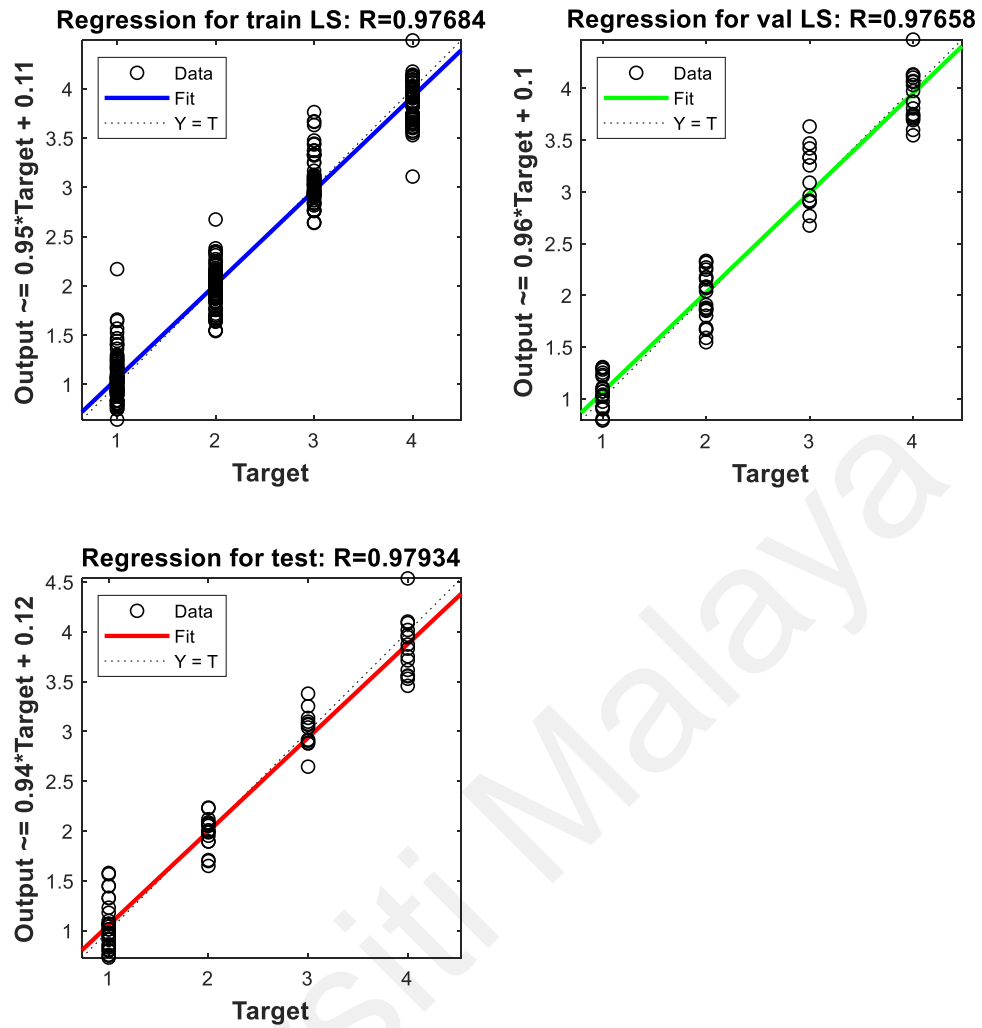 Regression for train LS: R=0.97684
Output ~= 0.95*Target + 0.11
4
3.5
3
2.5
2
1.5
1
Data
Fit
Y = T
1 2 3 4
Target
Regression for val LS: R=0.97658
Output ~= 0.96*Target + 0.1
4
3.5
3
2.5
2
1.5
1
Data
Fit
Y = T
1 2 3 4
Target
Regression for test: R=0.97934
Output ~= 0.94*Target + 0.12
4.5
4
3.5
3
2.5
2
1.5
1
Data
Fit
Y = T
1 2 3 4
Target
siti Malaya